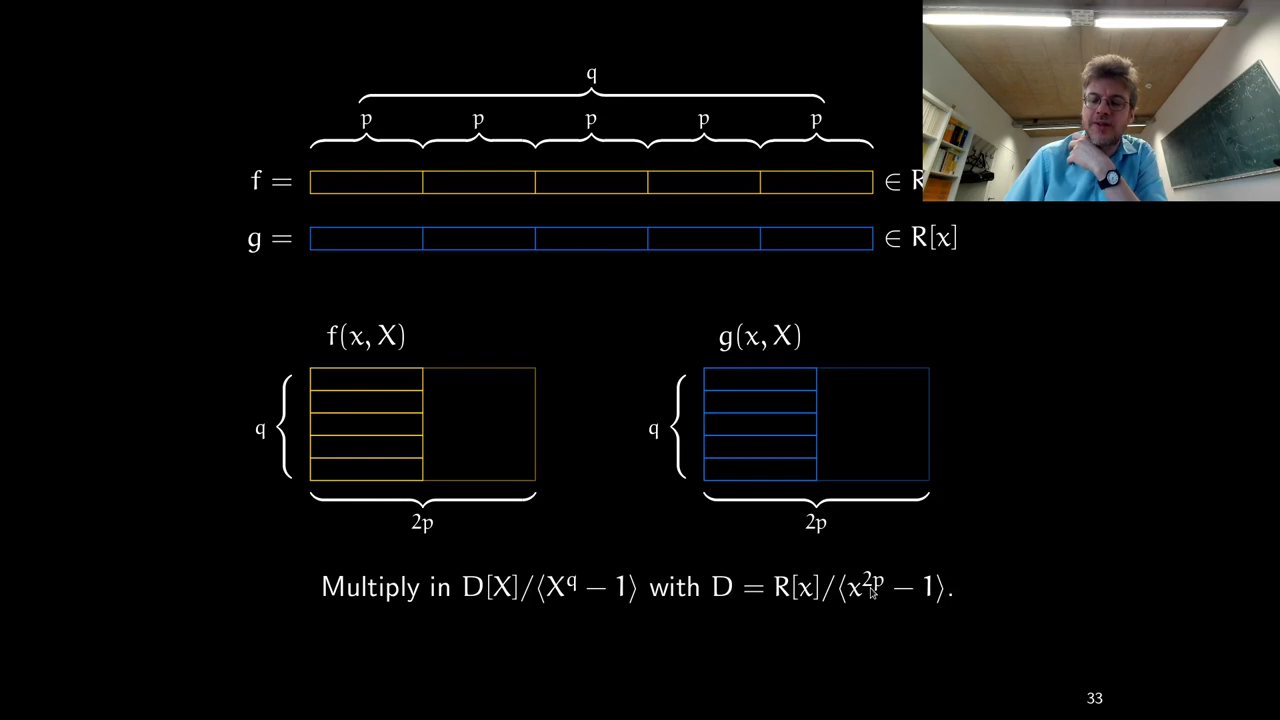 q
p p p p p
f = ∈ R
g = ∈ R[x]
f(x, X) g(x, X)
q q
2p 2p
Multiply in D[X]/⟨X^q − 1⟩ with D = R[x]/⟨x^{2p} − 1⟩.
33